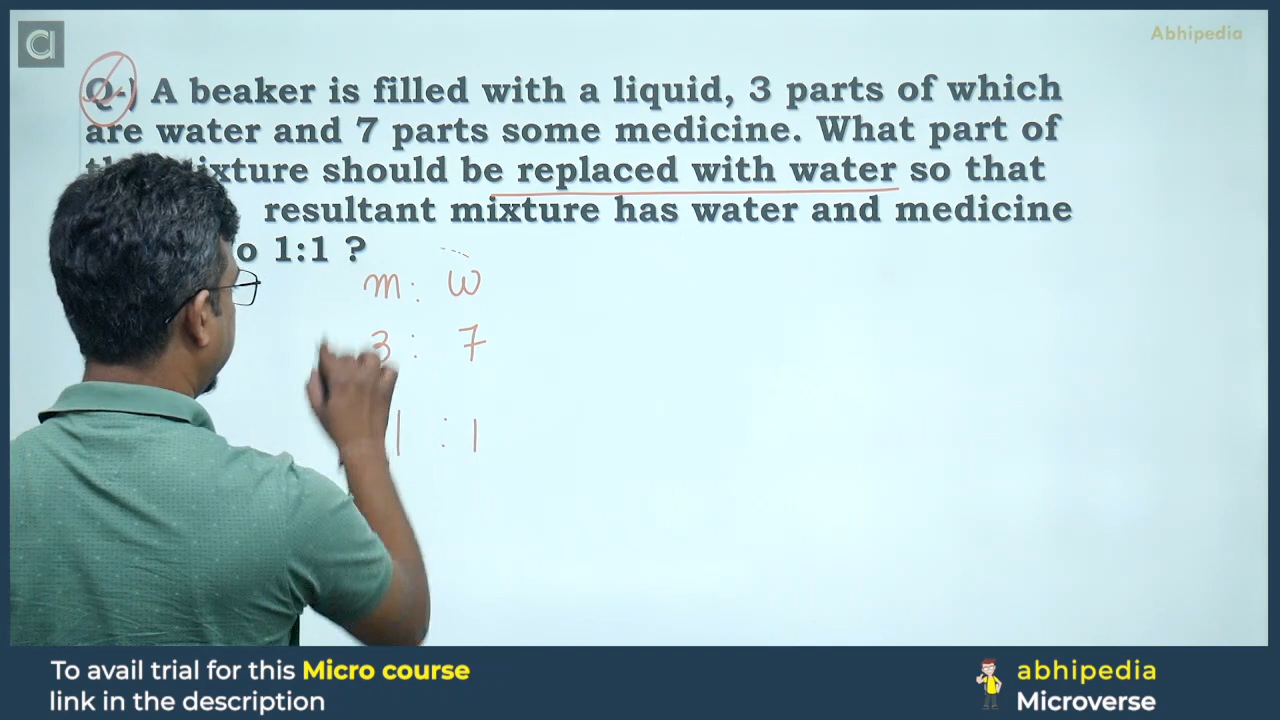 Abhipedia
Q-) A beaker is filled with a liquid, 3 parts of which
are water and 7 parts some medicine. What part of
mixture should be replaced with water so that
resultant mixture has water and medicine
1:1 ?
m : w
3 : 7
1 : 1
To avail trial for this Micro course
link in the description
abhipedia
Microverse